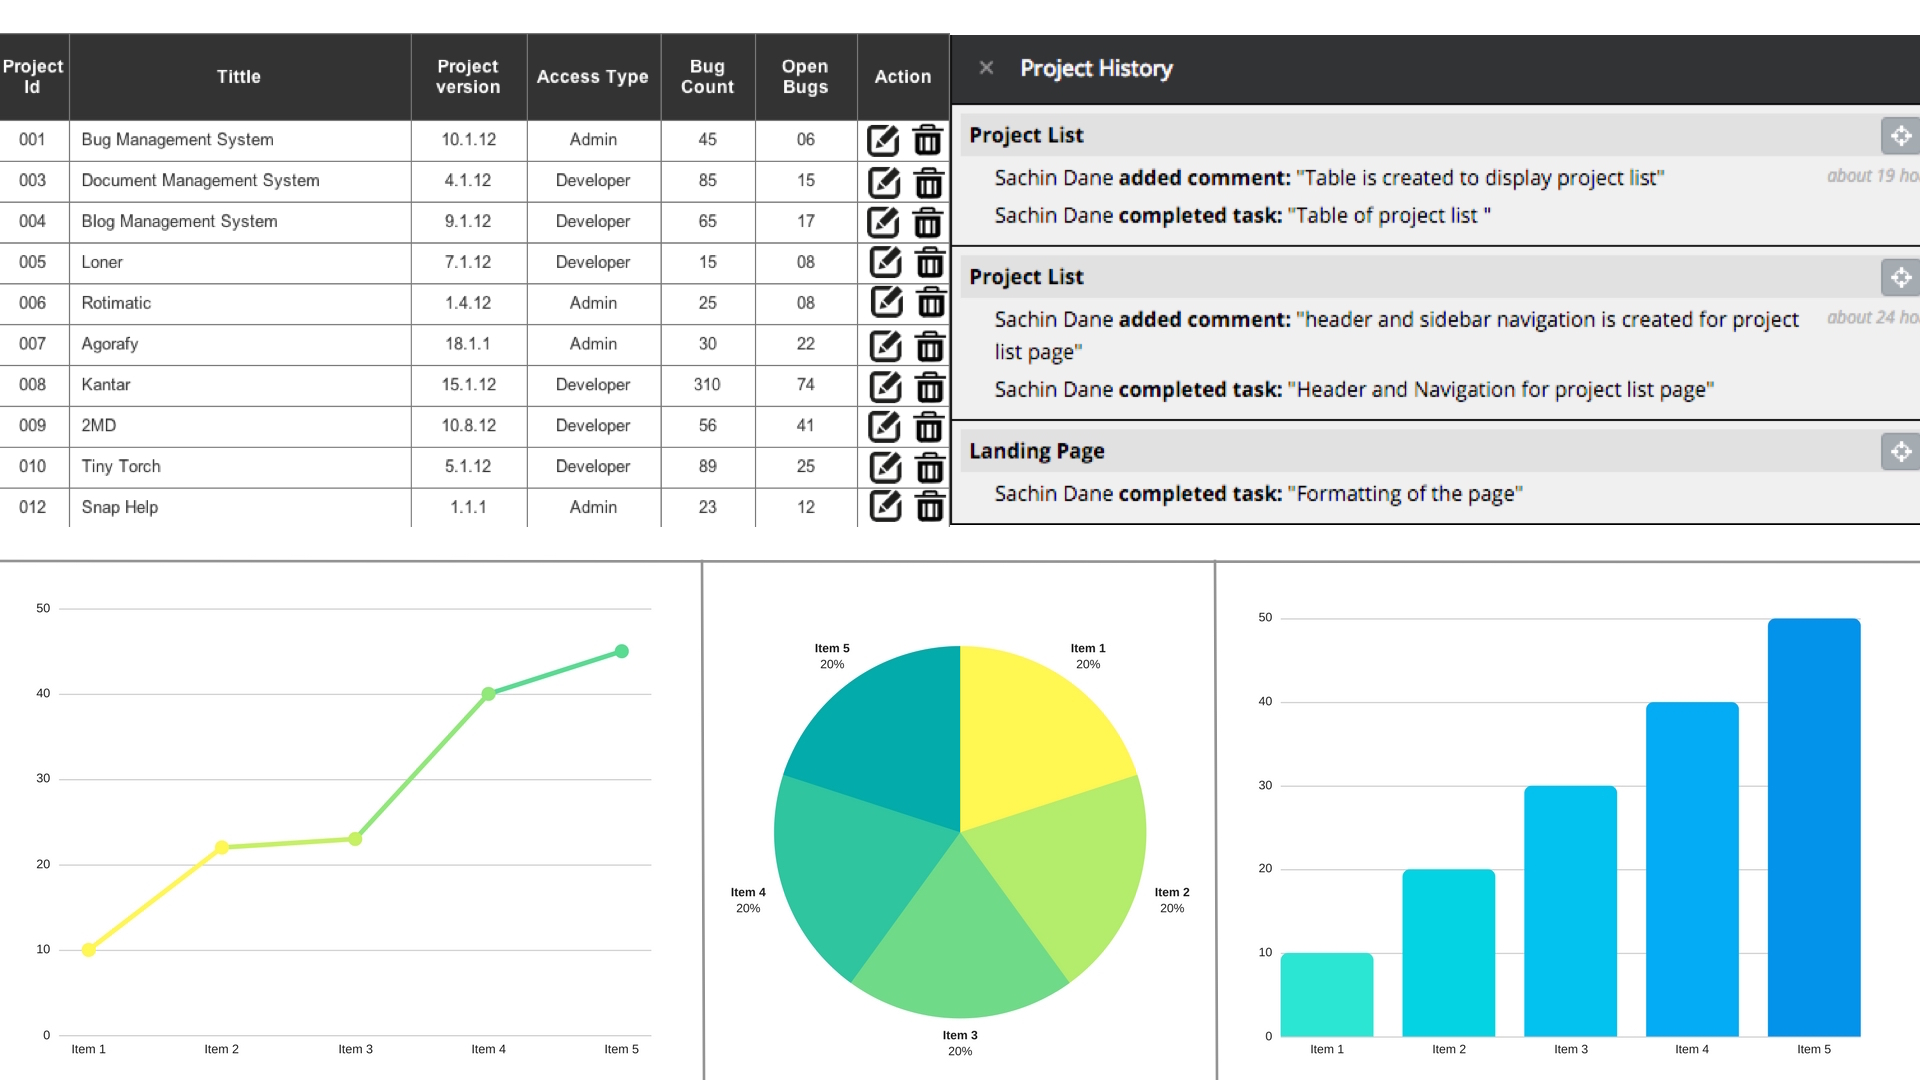 Project Id Tittle Project version Access Type Bug Count Open Bugs Action
001 Bug Management System 10.1.12 Admin 45 06
003 Document Management System 4.1.12 Developer 85 15
004 Blog Management System 9.1.12 Developer 65 17
005 Loner 7.1.12 Developer 15 08
006 Rotimatic 1.4.12 Admin 25 08
007 Agorafy 18.1.1 Admin 30 22
008 Kantar 15.1.12 Developer 310 74
009 2MD 10.8.12 Developer 56 41
010 Tiny Torch 5.1.12 Developer 89 25
012 Snap Help 1.1.1 Admin 23 12
× Project History
Project List
Sachin Dane added comment: "Table is created to display project list" about 19 ho
Sachin Dane completed task: "Table of project list "
Project List
Sachin Dane added comment: "header and sidebar navigation is created for project about 24 ho
list page"
Sachin Dane completed task: "Header and Navigation for project list page"
Landing Page
Sachin Dane completed task: "Formatting of the page"
50
40
30
20
10
0
Item 1 Item 2 Item 3 Item 4 Item 5
Item 5
20%
Item 1
20%
Item 4
20%
Item 2
20%
Item 3
20%
50
40
30
20
10
0
Item 1 Item 2 Item 3 Item 4 Item 5